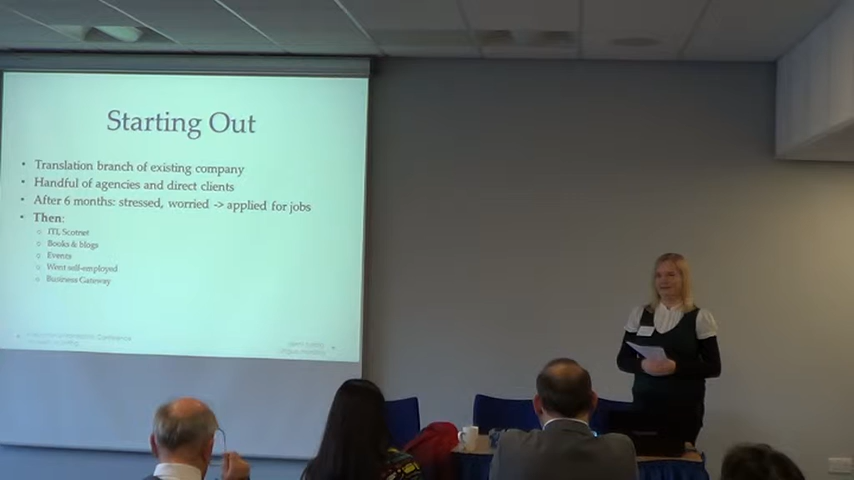 Starting Out
• Translation branch of existing company
• Handful of agencies and direct clients
• After 6 months: stressed, worried -> applied for jobs
• Then:
○ ITI, Scotnet
○ Books & blogs
○ Events
○ Went self-employed
○ Business Gateway
Conference